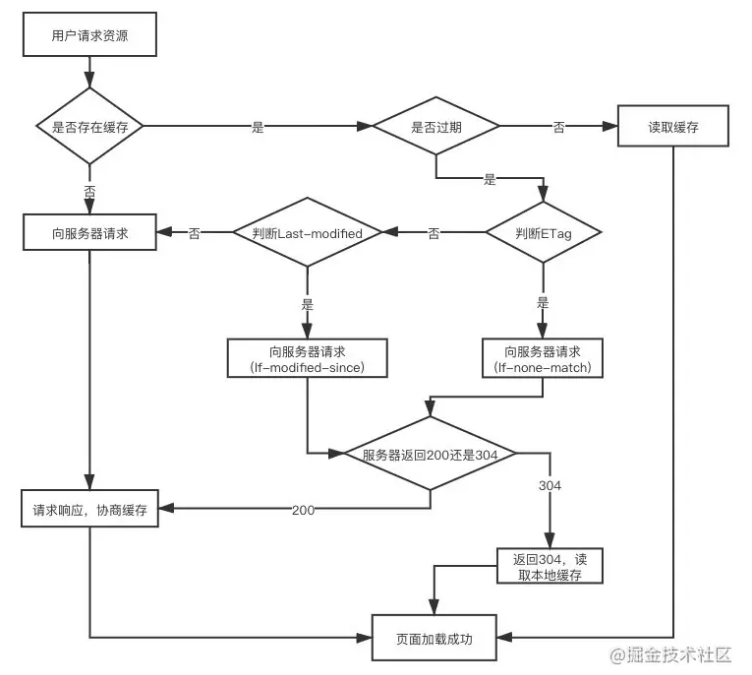 用户请求资源
是否存在缓存
是
是否过期
否
读取缓存
否
是
向服务器请求
否
判断Last-modified
否
判断ETag
是
是
向服务器请求
（If-modified-since）
向服务器请求
（If-none-match）
服务器返回200还是304
304
请求响应，协商缓存
200
返回304，读
取本地缓存
页面加载成功
@掘金技术社区